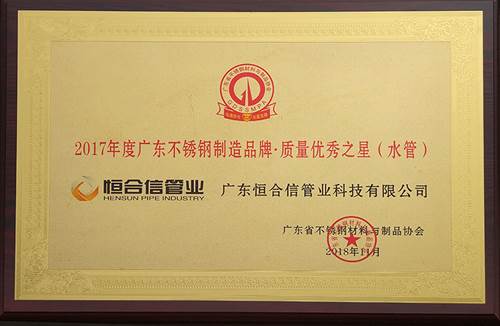 GDSSMPA
2017年度广东不锈钢制造品牌·质量优秀之星（水管）
恒合信管业
HENSUN PIPE INDUSTRY
广东恒合信管业科技有限公司
广东省不锈钢材料与制品协会
2018年11月